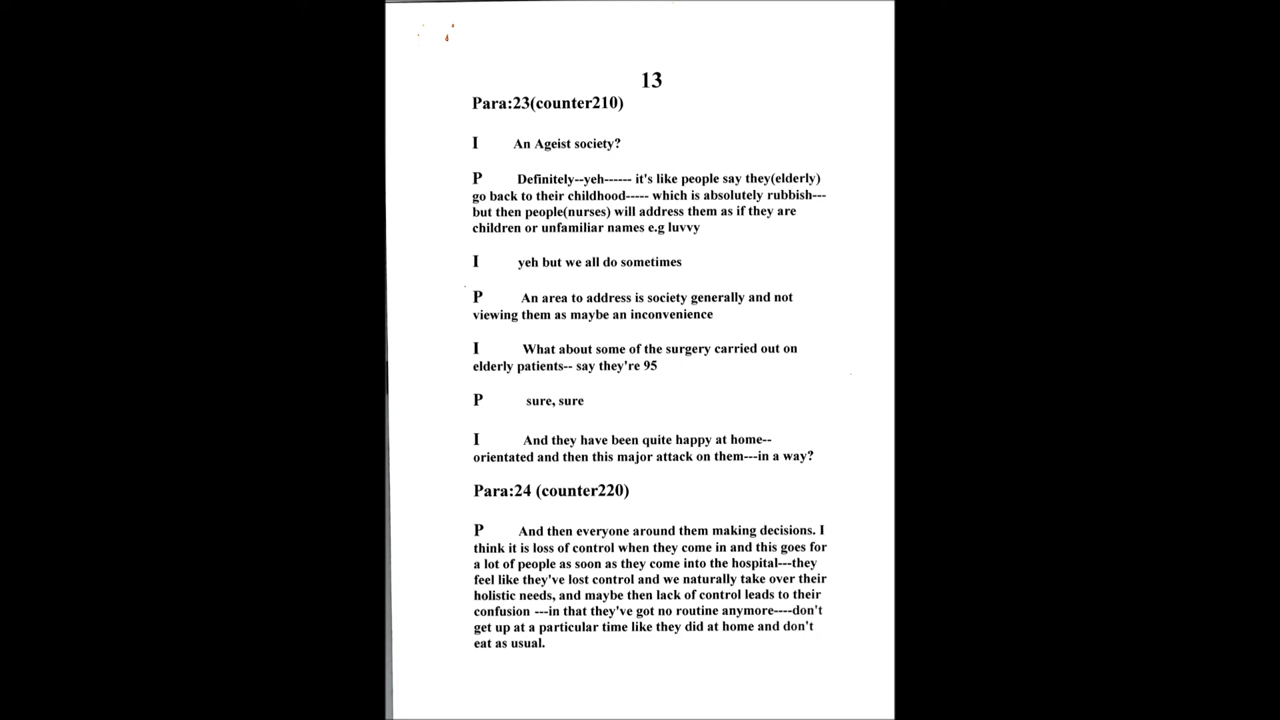 13
Para:23(counter210)
I An Ageist society?
P Definitely--yeh------ it's like people say they(elderly)
go back to their childhood----- which is absolutely rubbish---
but then people(nurses) will address them as if they are
children or unfamiliar names e.g luvvy
I yeh but we all do sometimes
P An area to address is society generally and not
viewing them as maybe an inconvenience
I What about some of the surgery carried out on
elderly patients-- say they're 95
P sure, sure
I And they have been quite happy at home--
orientated and then this major attack on them---in a way?
Para:24 (counter220)
P And then everyone around them making decisions. I
think it is loss of control when they come in and this goes for
a lot of people as soon as they come into the hospital---they
feel like they've lost control and we naturally take over their
holistic needs, and maybe then lack of control leads to their
confusion ---in that they've got no routine anymore----don't
get up at a particular time like they did at home and don't
eat as usual.